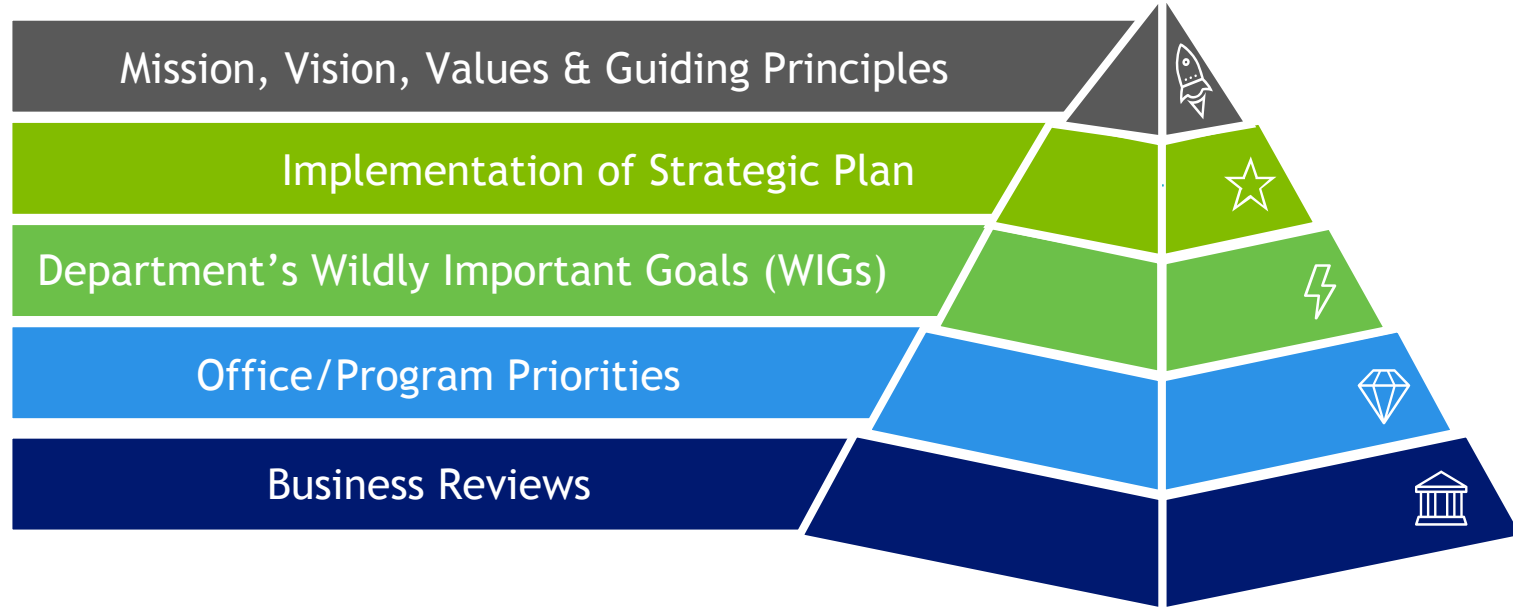 Mission, Vision, Values & Guiding Principles
Implementation of Strategic Plan
Department’s Wildly Important Goals (WIGs)
Office/Program Priorities
Business Reviews